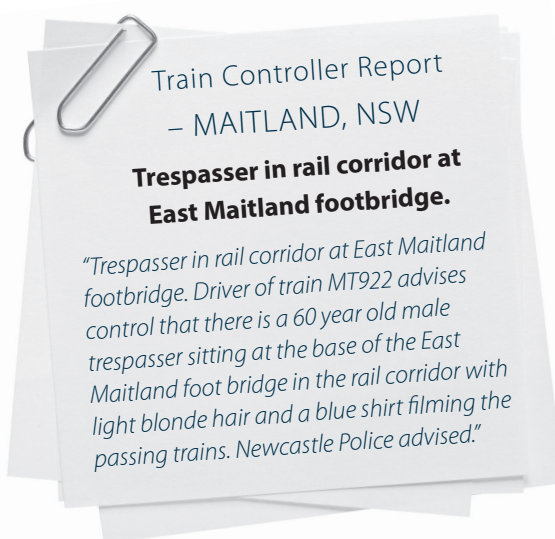 Train Controller Report
– MAITLAND, NSW
Trespasser in rail corridor at
East Maitland footbridge.
“Trespasser in rail corridor at East Maitland
footbridge. Driver of train MT922 advises
control that there is a 60 year old male
trespasser sitting at the base of the East
Maitland foot bridge in the rail corridor with
light blonde hair and a blue shirt filming the
passing trains. Newcastle Police advised.”